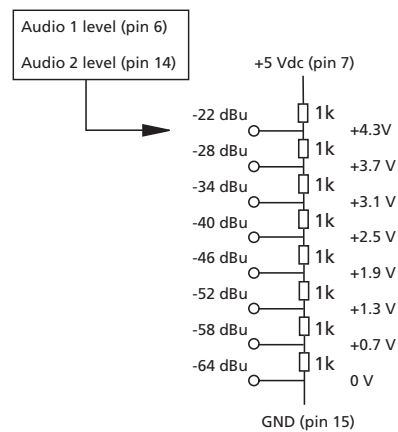 Audio 1 level (pin 6)
Audio 2 level (pin 14)
+5 Vdc (pin 7)
1k
-22 dBu
+4.3V
1k
-28 dBu
+3.7 V
1k
-34 dBu
+3.1 V
1k
-40 dBu
+2.5 V
1k
-46 dBu
+1.9 V
1k
-52 dBu
+1.3 V
1k
-58 dBu
+0.7 V
1k
-64 dBu
0 V
GND (pin 15)